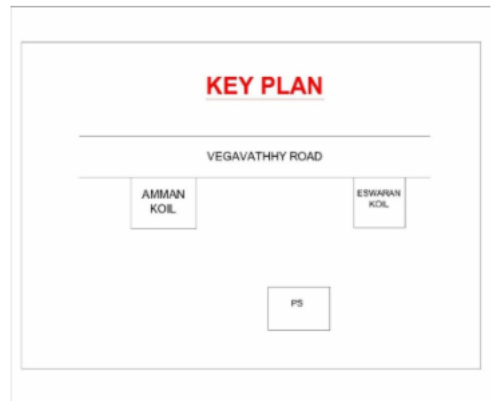 KEY PLAN
VEGAVATHHY ROAD
AMMAN
KOIL
ESWARAN
KOIL
PS